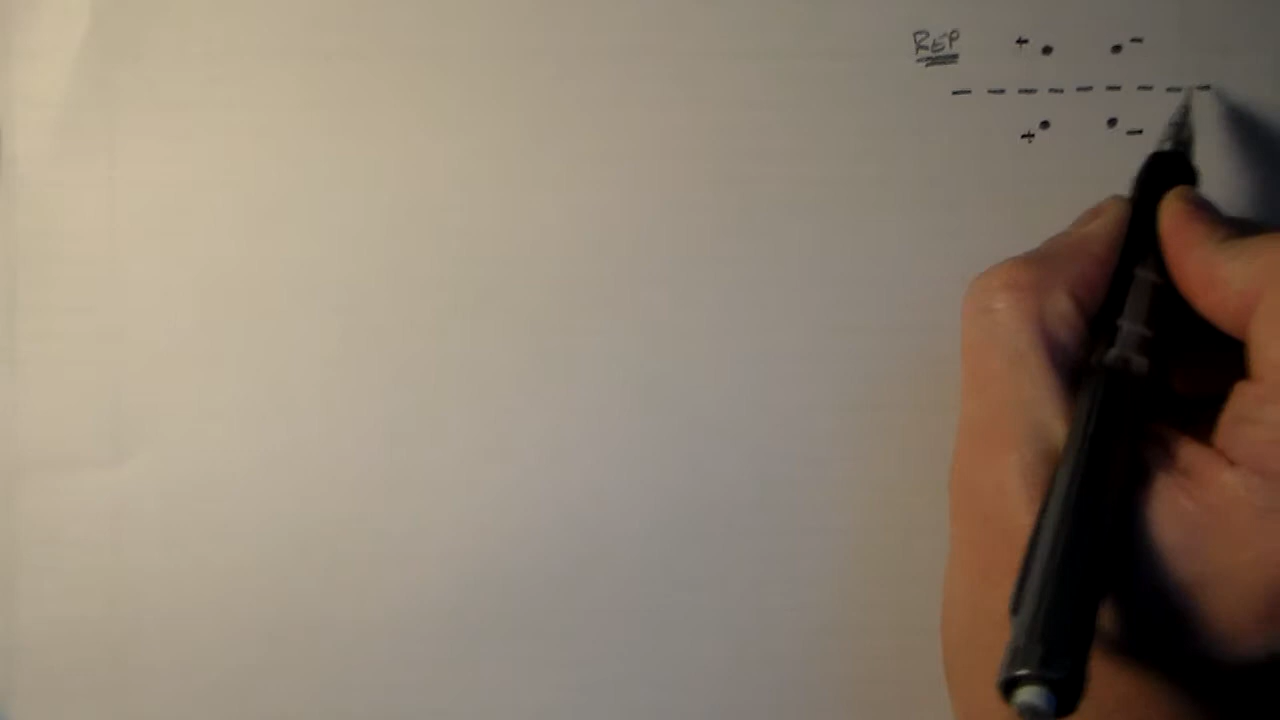 REP + • • -
- - - - - - - - -
+ • • -